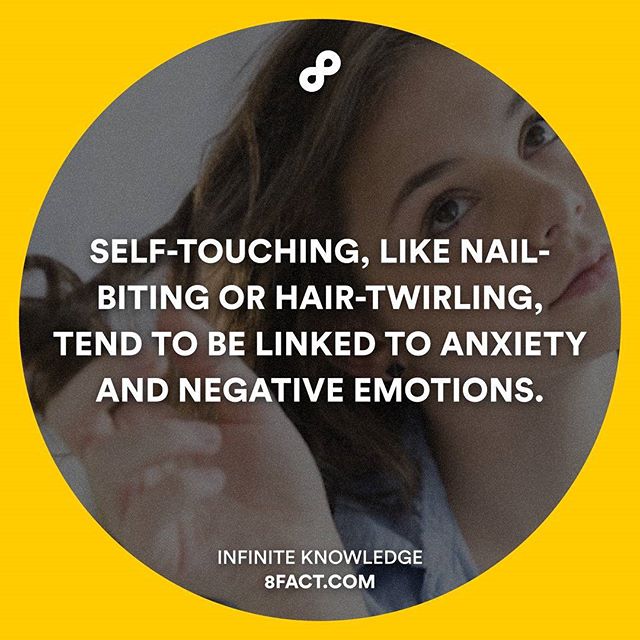 SELF-TOUCHING, LIKE NAIL-
BITING OR HAIR-TWIRLING,
TEND TO BE LINKED TO ANXIETY
AND NEGATIVE EMOTIONS.
INFINITE KNOWLEDGE
8FACT.COM